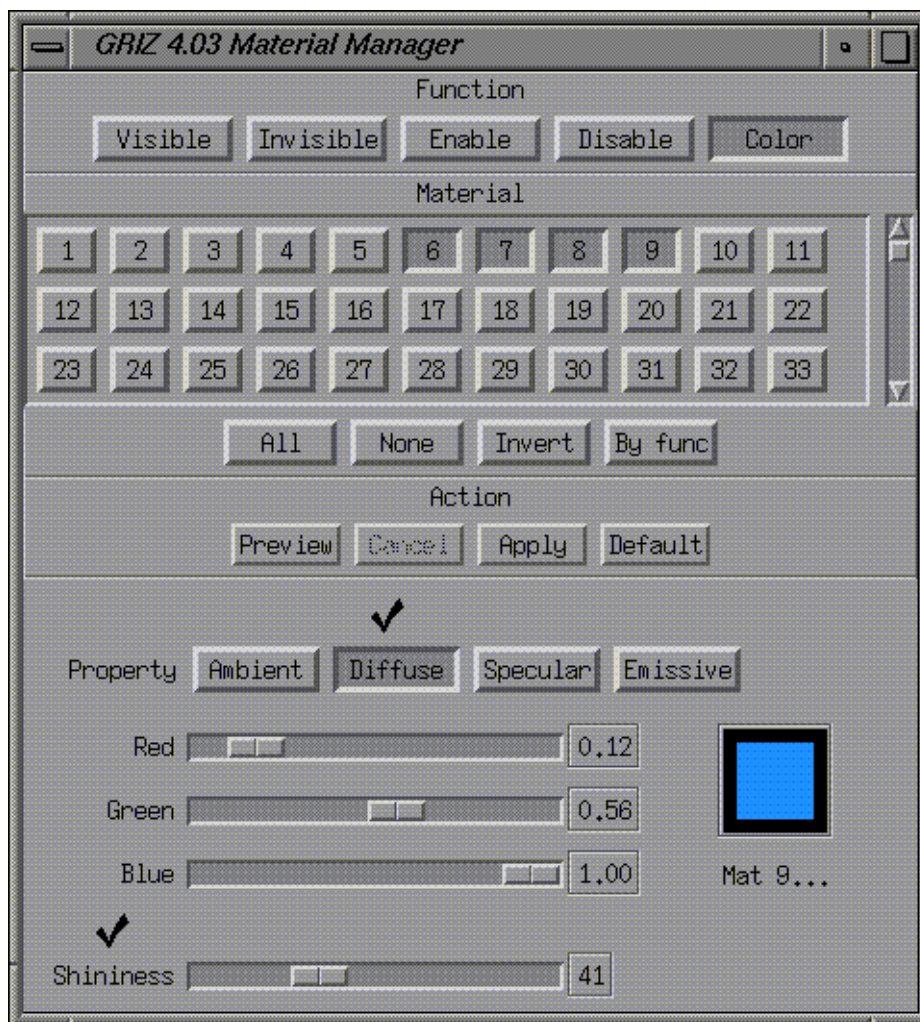 GRIZ 4.03 Material Manager
Function
Visible Invisible Enable Disable Color
Material
1 2 3 4 5 6 7 8 9 10 11
12 13 14 15 16 17 18 19 20 21 22
23 24 25 26 27 28 29 30 31 32 33
All None Invert By func
Action
Preview Cancel Apply Default
Property Ambient Diffuse Specular Emissive
Red 0.12
Green 0.56
Blue 1.00
Mat 9...
Shininess 41